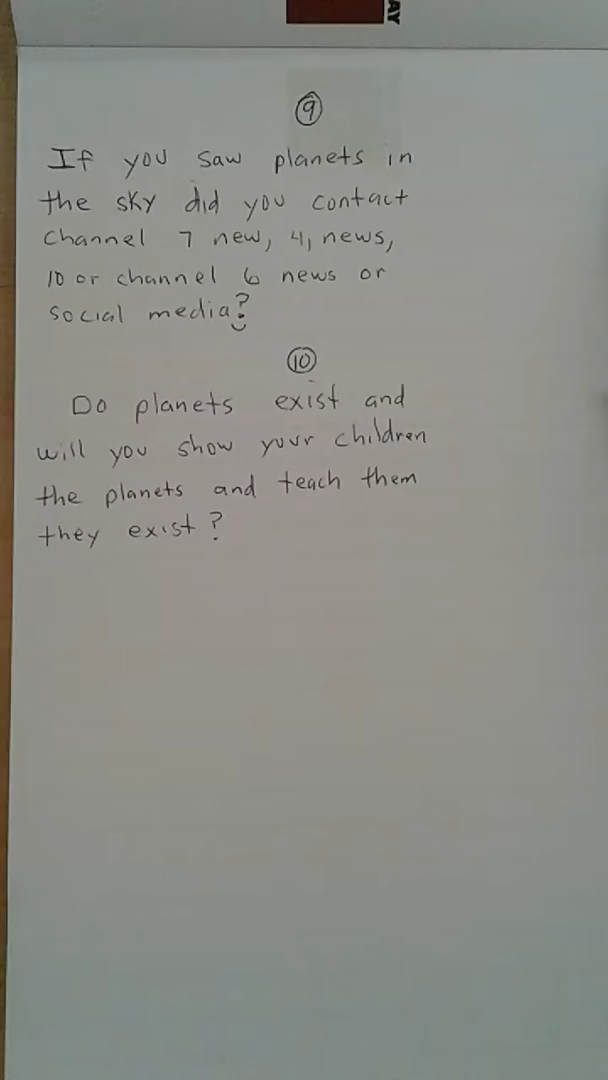 AY
9
If you saw planets in
the sky did you contact
channel 7 new, 4, news,
10 or channel 6 news or
social media?
10
Do planets exist and
will you show your children
the planets and teach them
they exist?